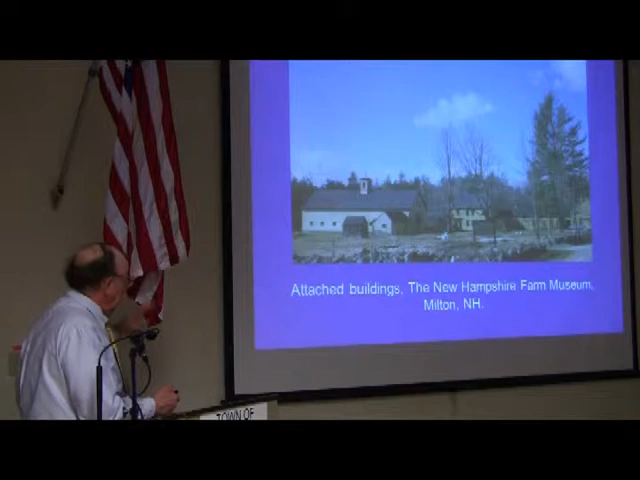 Attached buildings. The New Hampshire Farm Museum,
Milton, NH.
TOWN OF